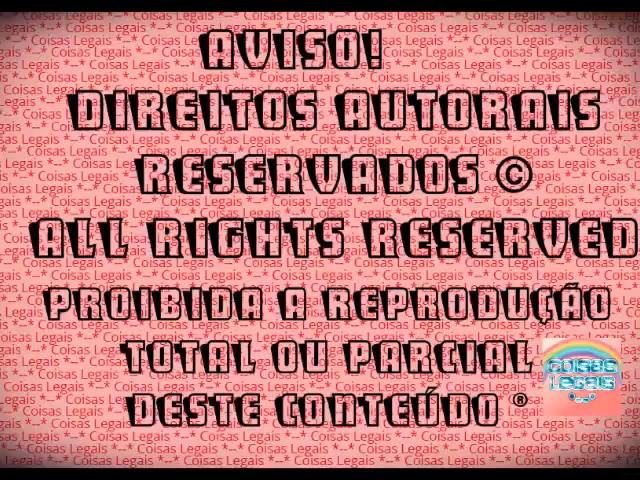 AVISO!
DIREITOS AUTORAIS
RESERVADOS ©
ALL RIGHTS RESERVED
PROIBIDA A REPRODUÇÃO
TOTAL OU PARCIAL
DESTE CONTEÚDO ®
COISAS
LEGAIS